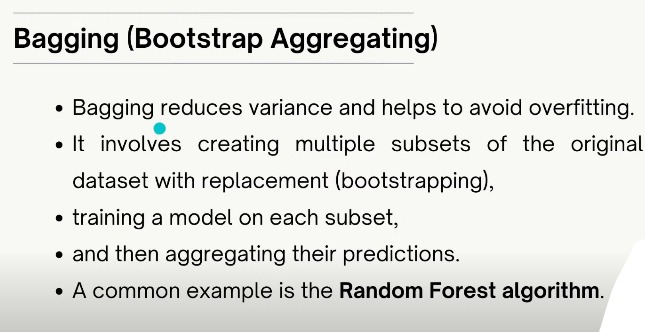 Bagging (Bootstrap Aggregating)
• Bagging reduces variance and helps to avoid overfitting.
• It involves creating multiple subsets of the original
dataset with replacement (bootstrapping),
• training a model on each subset,
• and then aggregating their predictions.
• A common example is the Random Forest algorithm.